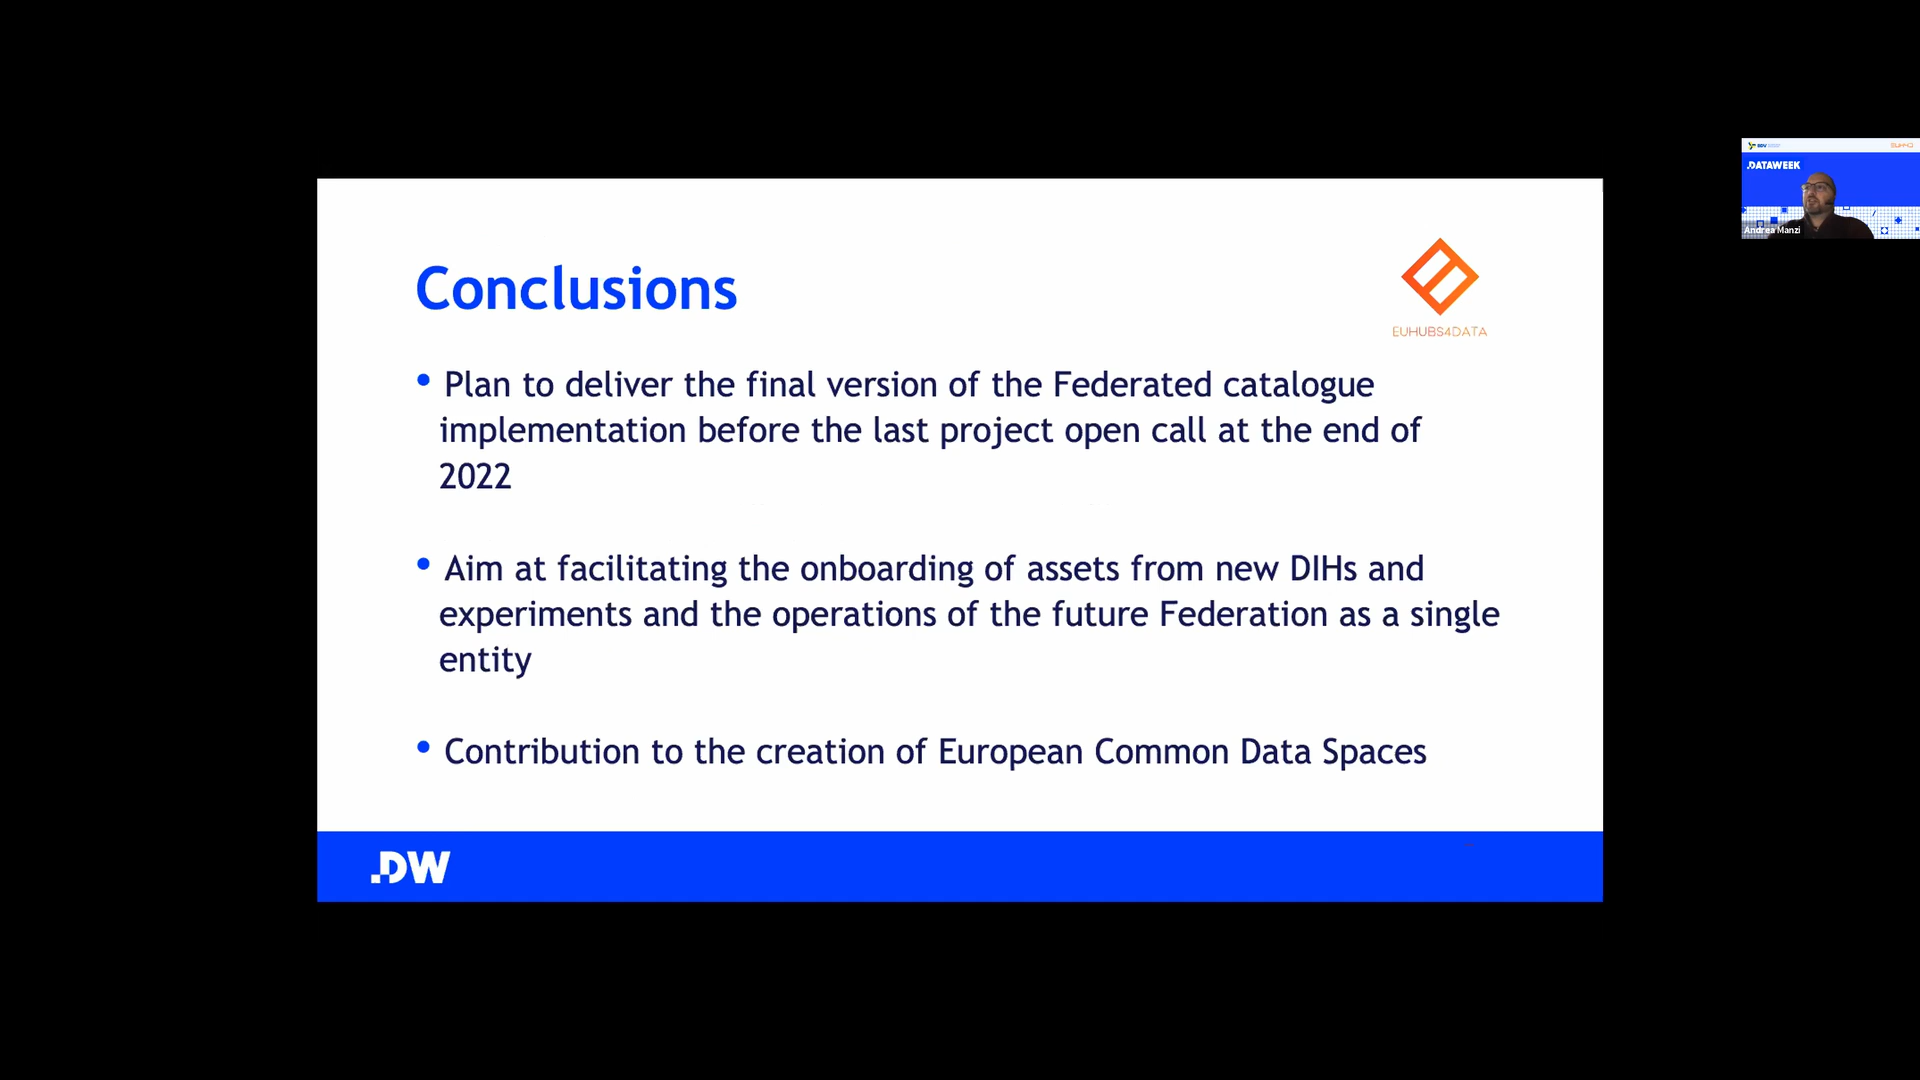 Conclusions
EUHUBS4DATA
• Plan to deliver the final version of the Federated catalogue
implementation before the last project open call at the end of
2022
• Aim at facilitating the onboarding of assets from new DIHs and
experiments and the operations of the future Federation as a single
entity
• Contribution to the creation of European Common Data Spaces
.DW
BDV
.DATAWEEK
Andrea Manzi